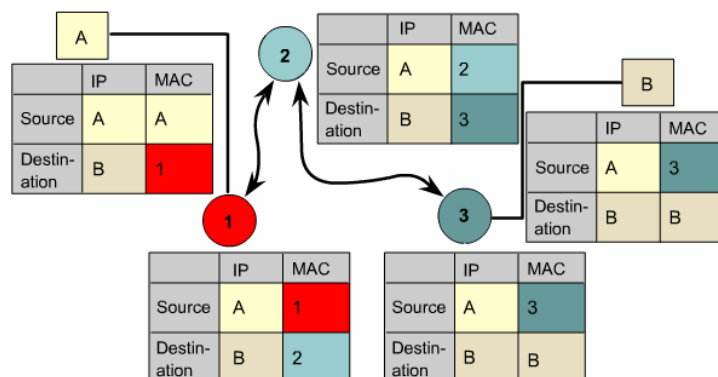 A
IP MAC
Source A A
Destin-
ation B 1
2
IP MAC
Source A 2
Destin-
ation B 3
B
IP MAC
Source A 3
Destin-
ation B B
1
IP MAC
Source A 1
Destin-
ation B 2
3
IP MAC
Source A 3
Destin-
ation B B